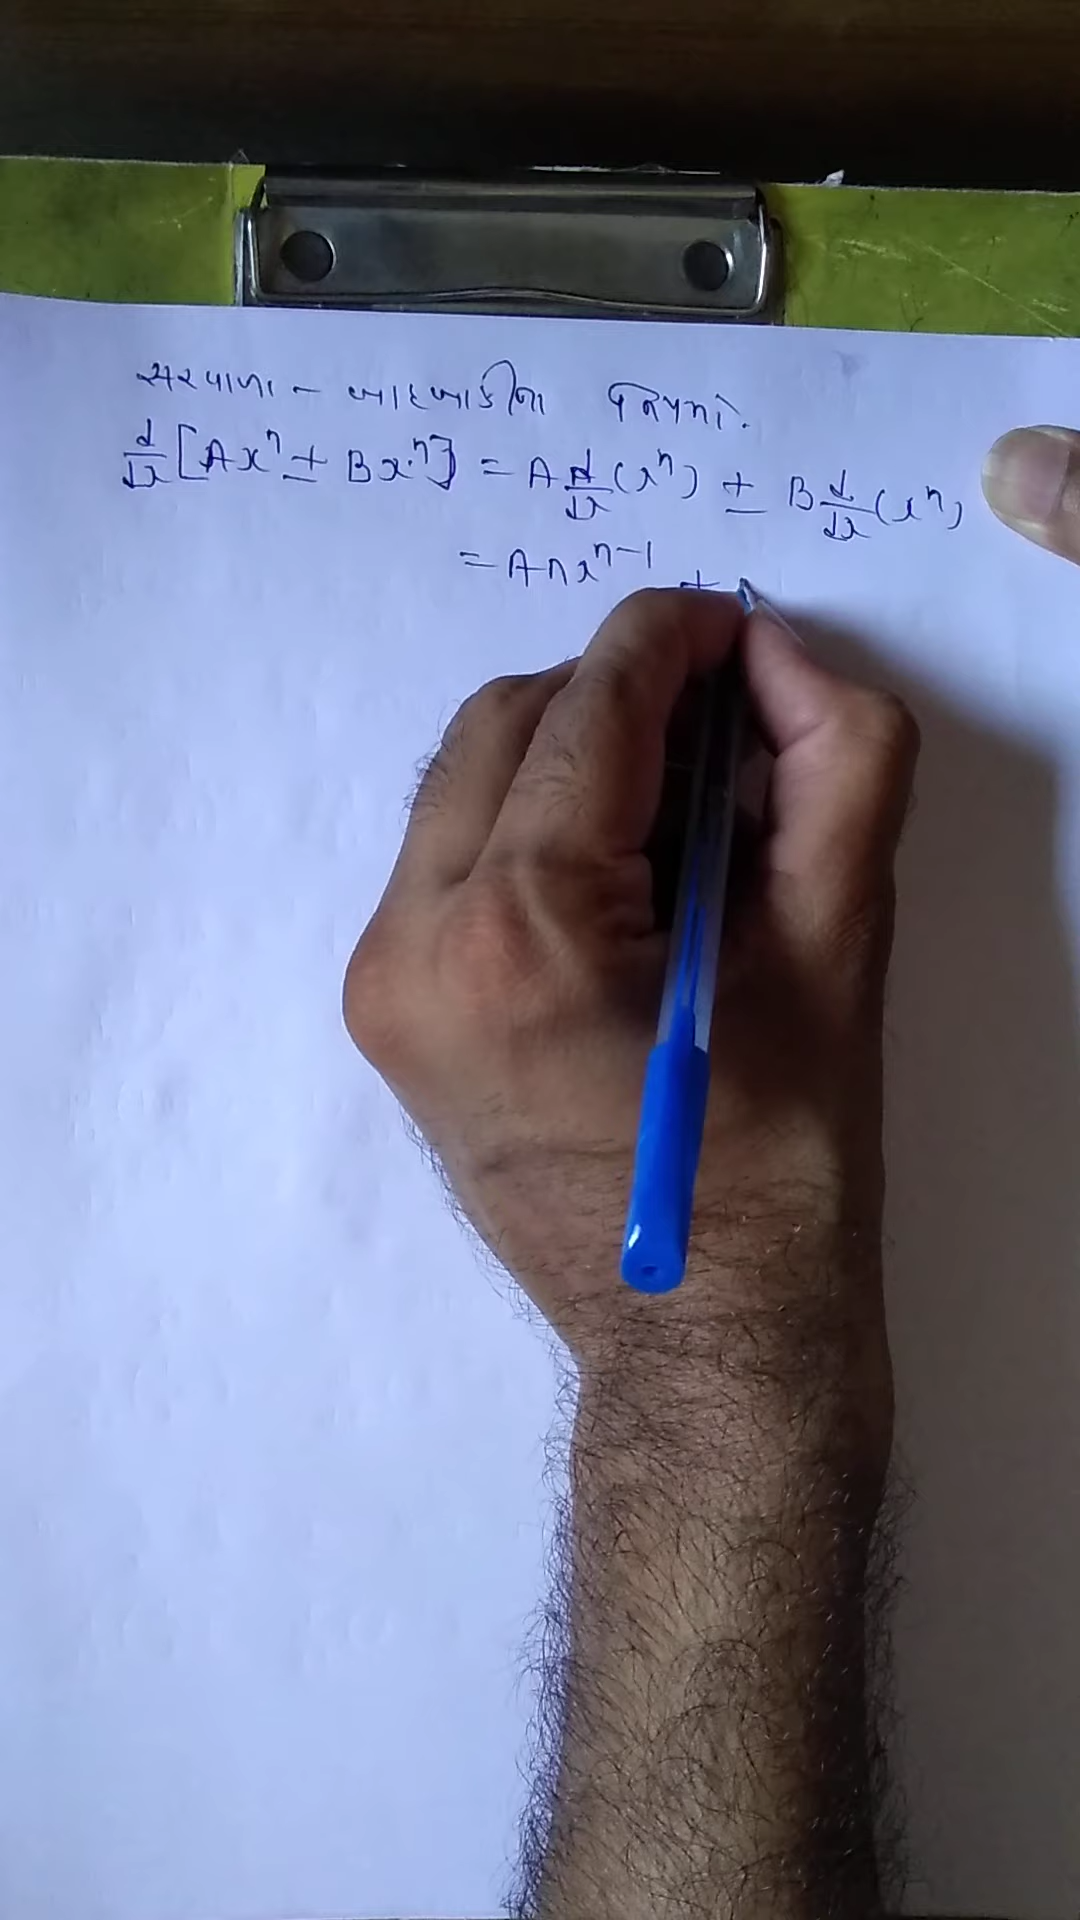 સરવાળા - બાદબાકીના નિયમો.
d/dx [Axⁿ ± Bxⁿ] = A d/dx (xⁿ) ± B d/dx (xⁿ)
= Anxⁿ⁻¹ +